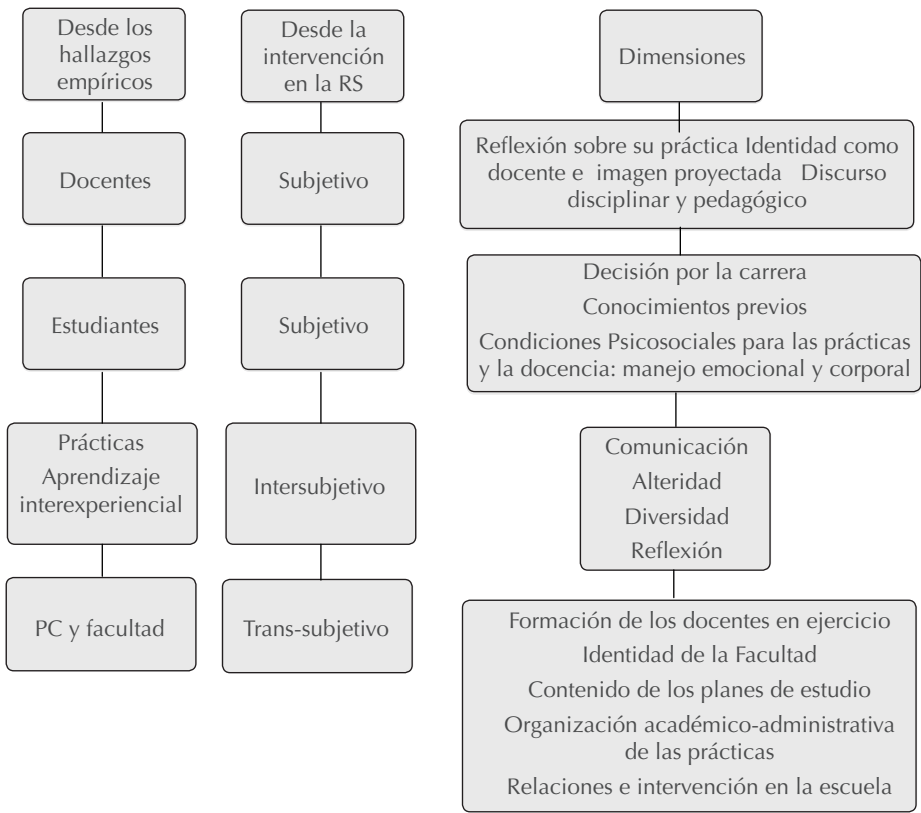 Desde los
hallazgos
empíricos
Docentes
Estudiantes
Prácticas
Aprendizaje
interexperiencial
PC y facultad
Desde la
intervención
en la RS
Subjetivo
Subjetivo
Intersubjetivo
Trans-subjetivo
Dimensiones
Reflexión sobre su práctica Identidad como
docente e imagen proyectada Discurso
disciplinar y pedagógico
Decisión por la carrera
Conocimientos previos
Condiciones Psicosociales para las prácticas
y la docencia: manejo emocional y corporal
Comunicación
Alteridad
Diversidad
Reflexión
Formación de los docentes en ejercicio
Identidad de la Facultad
Contenido de los planes de estudio
Organización académico-administrativa
de las prácticas
Relaciones e intervención en la escuela